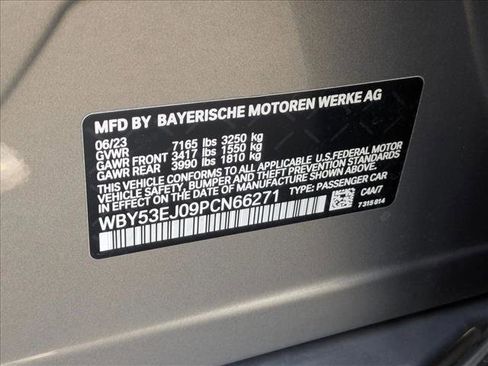 MFD BY BAYERISCHE MOTOREN WERKE AG
06/23 7165 lbs 3250 kg
GVWR
GAWR FRONT 3417 lbs 1550 kg
GAWR REAR 3990 lbs 1810 kg
THIS VEHICLE CONFORMS TO ALL APPLICABLE U.S. FEDERAL MOTOR
VEHICLE SAFETY, BUMPER, AND THEFT PREVENTION STANDARDS
IN EFFECT ON THE DATE OF MANUFACTURE SHOWN ABOVE.
WBY53EJ09PCN66271 TYPE: PASSENGER CAR
C4A/7
7 315 814